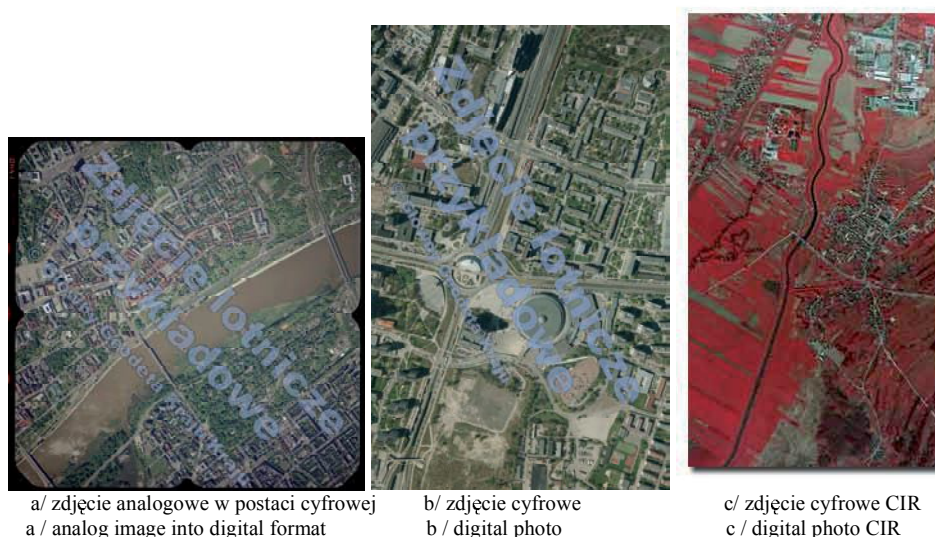 zdjęcie lotnicze
przykładowe
zdjęcie lotnicze
przykładowe
a/ zdjęcie analogowe w postaci cyfrowej
a / analog image into digital format
b/ zdjęcie cyfrowe
b / digital photo
c/ zdjęcie cyfrowe CIR
c / digital photo CIR